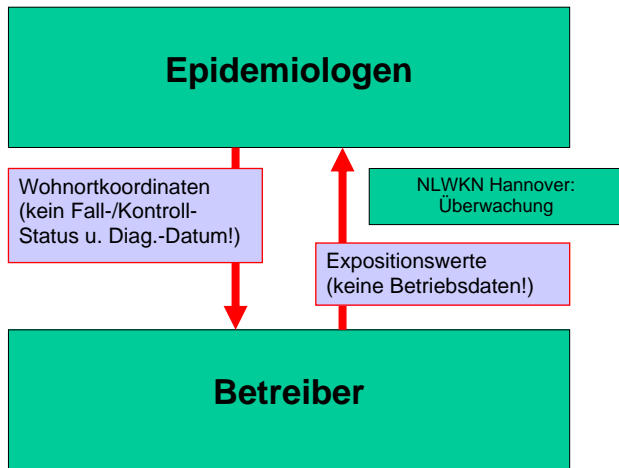 Epidemiologen
Wohnortkoordinaten
(kein Fall-/Kontroll-
Status u. Diag.-Datum!)
NLWKN Hannover:
Überwachung
Expositionswerte
(keine Betriebsdaten!)
Betreiber